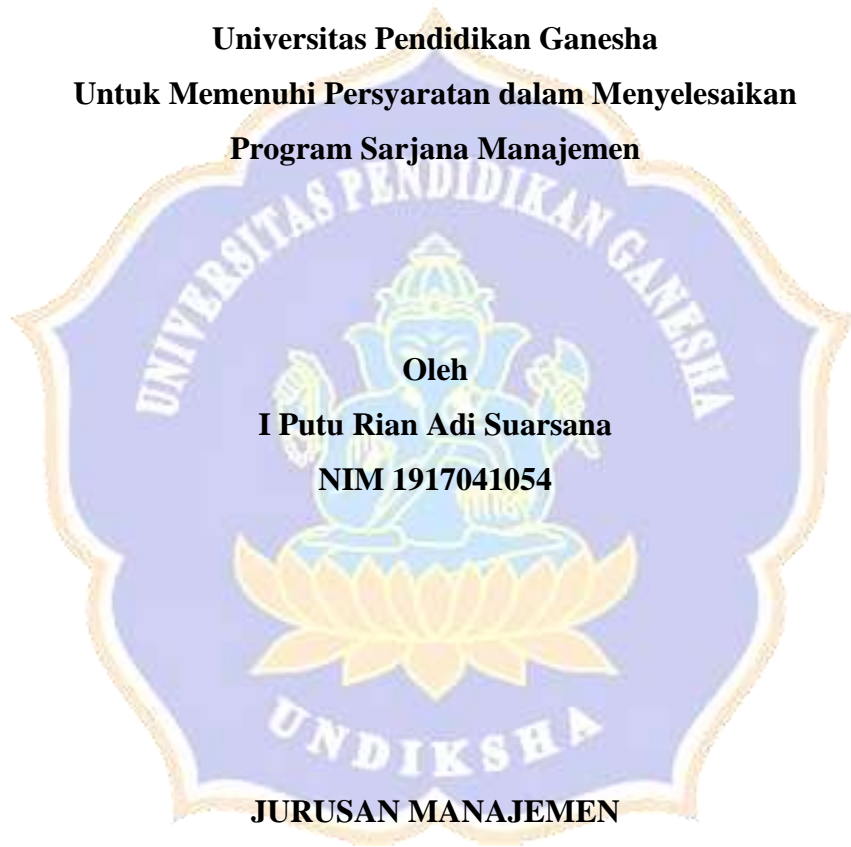 Universitas Pendidikan Ganesha
Untuk Memenuhi Persyaratan dalam Menyelesaikan
Program Sarjana Manajemen
UNIVERSITAS PENDIDIKAN GANESHA
Oleh
I Putu Rian Adi Suarsana
NIM 1917041054
UNDIKSHA
JURUSAN MANAJEMEN